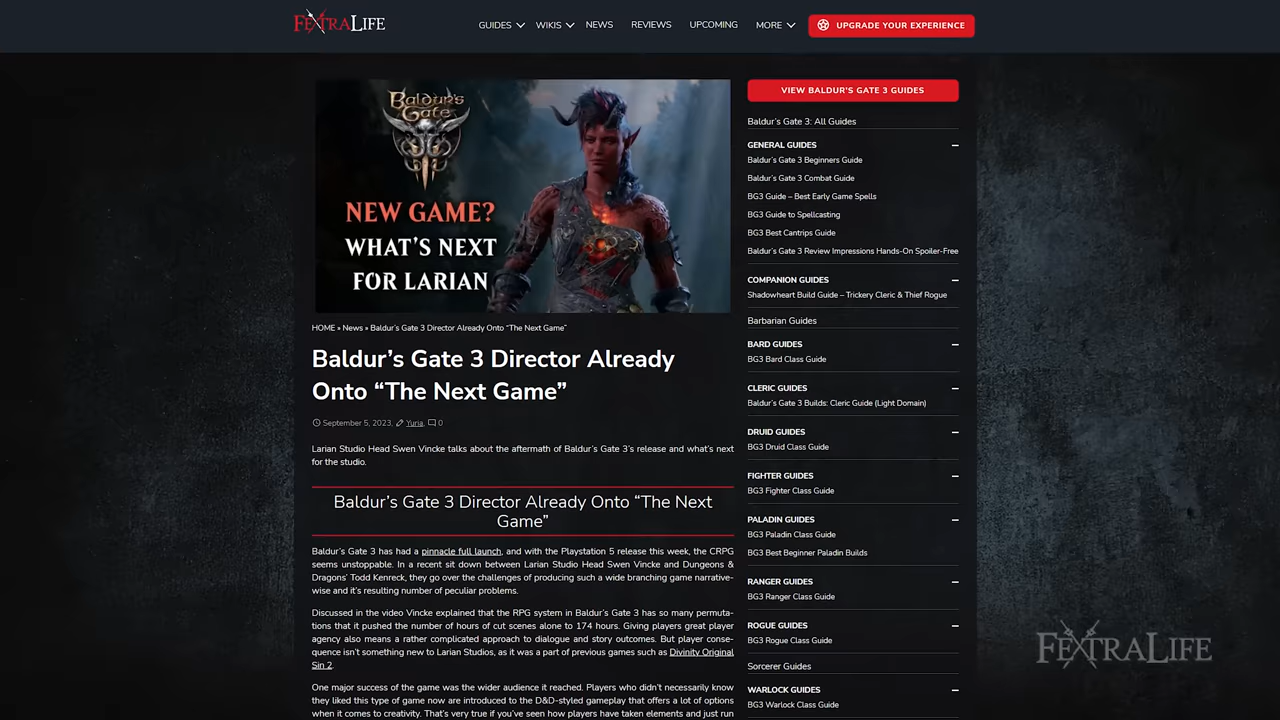 FEXTRALIFE
GUIDES
WIKIS
NEWS
REVIEWS
UPCOMING
MORE
UPGRADE YOUR EXPERIENCE
Baldur's
Gate
NEW GAME?
WHAT'S NEXT
FOR LARIAN
HOME » News » Baldur's Gate 3 Director Already Onto "The Next Game"
Baldur's Gate 3 Director Already
Onto "The Next Game"
September 5, 2023, Yuria, 0
Larian Studio Head Swen Vincke talks about the aftermath of Baldur's Gate 3's release and what's next
for the studio.
Baldur's Gate 3 Director Already Onto "The Next
Game"
Baldur's Gate 3 has had a pinnacle full launch, and with the Playstation 5 release this week, the CRPG
seems unstoppable. In a recent sit down between Larian Studio Head Swen Vincke and Dungeons &
Dragons' Todd Kenreck, they go over the challenges of producing such a wide branching game narrative-
wise and it's resulting number of peculiar problems.
Discussed in the video Vincke explained that the RPG system in Baldur's Gate 3 has so many permuta-
tions that it pushed the number of hours of cut scenes alone to 174 hours. Giving players great player
agency also means a rather complicated approach to dialogue and story outcomes. But player conse-
quence isn't something new to Larian Studios, as it was a part of previous games such as Divinity Original
Sin 2.
One major success of the game was the wider audience it reached. Players who didn't necessarily know
they liked this type of game now are introduced to the D&D-styled gameplay that offers a lot of options
when it comes to creativity. That's very true if you've seen how players have taken elements and just run
VIEW BALDUR'S GATE 3 GUIDES
Baldur's Gate 3: All Guides
GENERAL GUIDES
Baldur's Gate 3 Beginners Guide
Baldur's Gate 3 Combat Guide
BG3 Guide – Best Early Game Spells
BG3 Guide to Spellcasting
BG3 Best Cantrips Guide
Baldur's Gate 3 Review Impressions Hands-On Spoiler-Free
COMPANION GUIDES
Shadowheart Build Guide – Trickery Cleric & Thief Rogue
Barbarian Guides
BARD GUIDES
BG3 Bard Class Guide
CLERIC GUIDES
Baldur's Gate 3 Builds: Cleric Guide (Light Domain)
DRUID GUIDES
BG3 Druid Class Guide
FIGHTER GUIDES
BG3 Fighter Class Guide
PALADIN GUIDES
BG3 Paladin Class Guide
BG3 Best Beginner Paladin Builds
RANGER GUIDES
BG3 Ranger Class Guide
ROGUE GUIDES
BG3 Rogue Class Guide
Sorcerer Guides
WARLOCK GUIDES
BG3 Warlock Class Guide
FEXTRALIFE